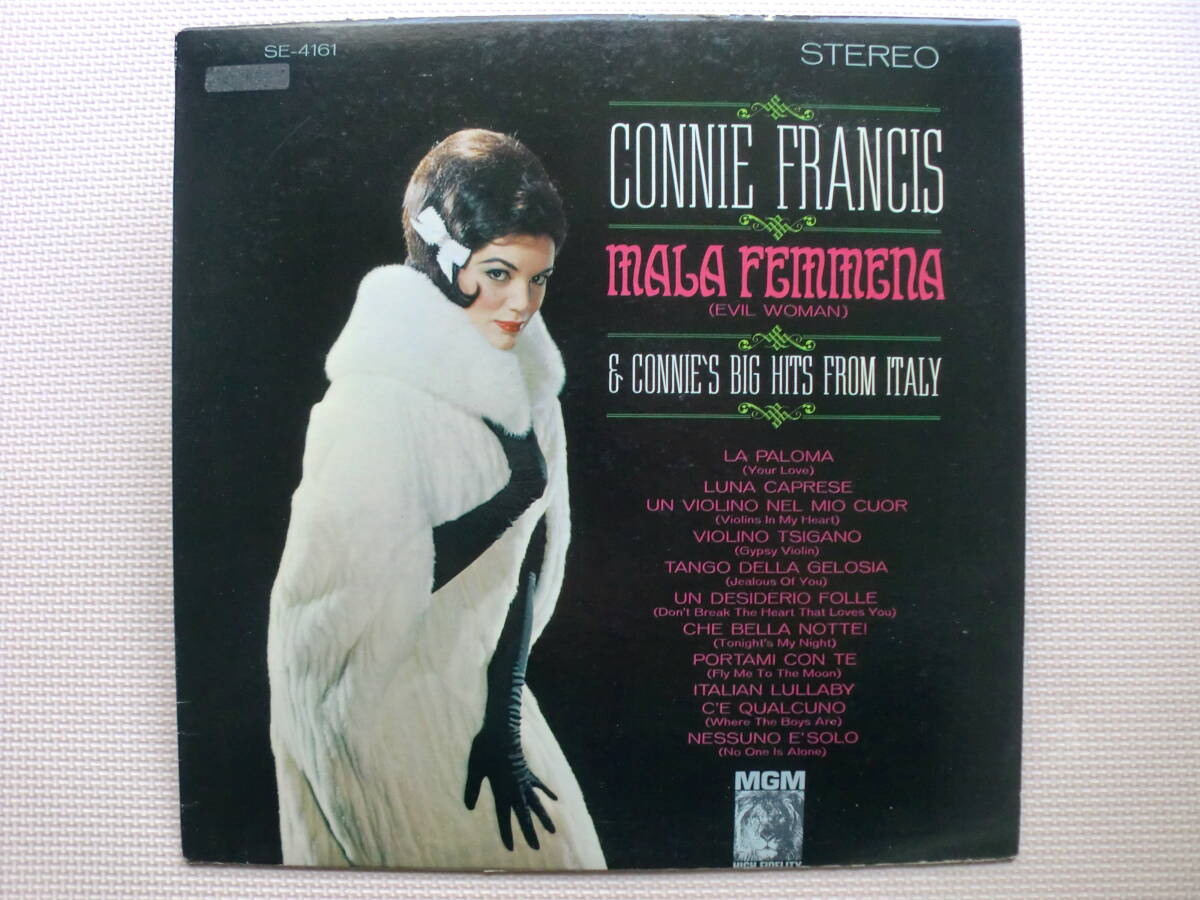 SE-4161
STEREO
CONNIE FRANCIS
MALA FEMMENA
(EVIL WOMAN)
& CONNIE'S BIG HITS FROM ITALY
LA PALOMA
(Your Love)
LUNA CAPRESE
UN VIOLINO NEL MIO CUOR
(Violins In My Heart)
VIOLINO TSIGANO
(Gypsy Violin)
TANGO DELLA GELOSIA
(Jealous Of You)
UN DESIDERIO FOLLE
(Don't Break The Heart That Loves You)
CHE BELLA NOTTE!
(Tonight's My Night)
PORTAMI CON TE
(Fly Me To The Moon)
ITALIAN LULLABY
C'E QUALCUNO
(Where The Boys Are)
NESSUNO E'SOLO
(No One Is Alone)
MGM
HIGH FIDELITY